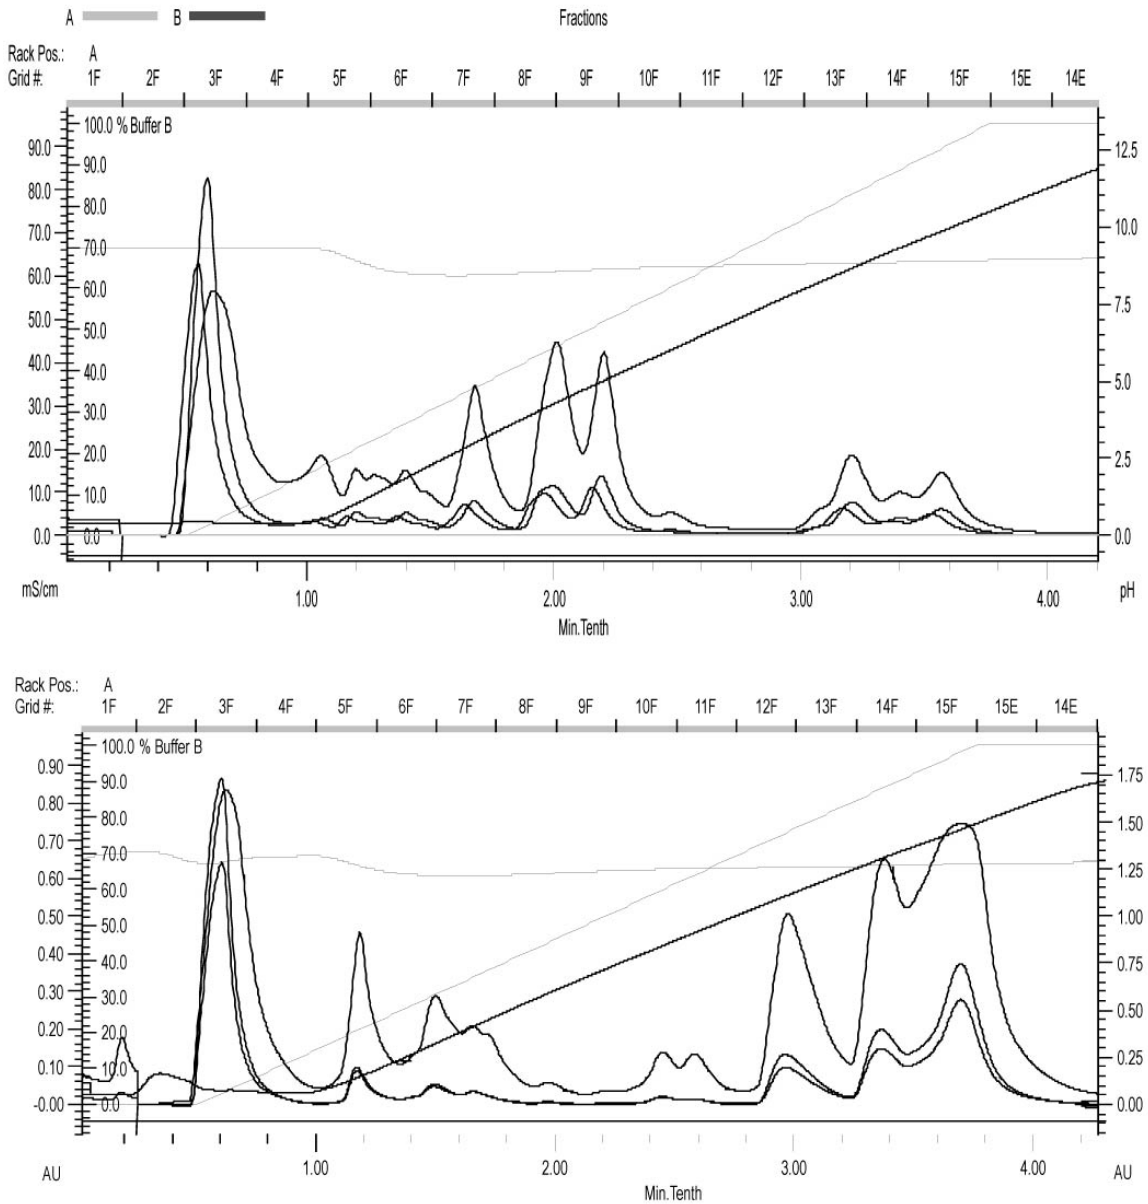 A B Fractions
Rack Pos.: A
Grid #: 1F 2F 3F 4F 5F 6F 7F 8F 9F 10F 11F 12F 13F 14F 15F 15E 14E
100.0 % Buffer B
90.0 90.0 12.5
80.0 80.0 10.0
70.0 70.0
60.0 60.0 7.5
50.0 50.0
40.0 40.0 5.0
30.0 30.0
20.0 20.0 2.5
10.0 10.0
0.0 0.0 0.0
mS/cm 1.00 2.00 3.00 4.00 pH
Min.Tenth
Rack Pos.: A
Grid #: 1F 2F 3F 4F 5F 6F 7F 8F 9F 10F 11F 12F 13F 14F 15F 15E 14E
100.0 % Buffer B
0.90 90.0 1.75
0.80 80.0 1.50
0.70 70.0
0.60 60.0 1.25
0.50 50.0 1.00
0.40 40.0 0.75
0.30 30.0 0.50
0.20 20.0
0.10 10.0 0.25
-0.00 0.0 0.00
AU 1.00 2.00 3.00 4.00 AU
Min.Tenth